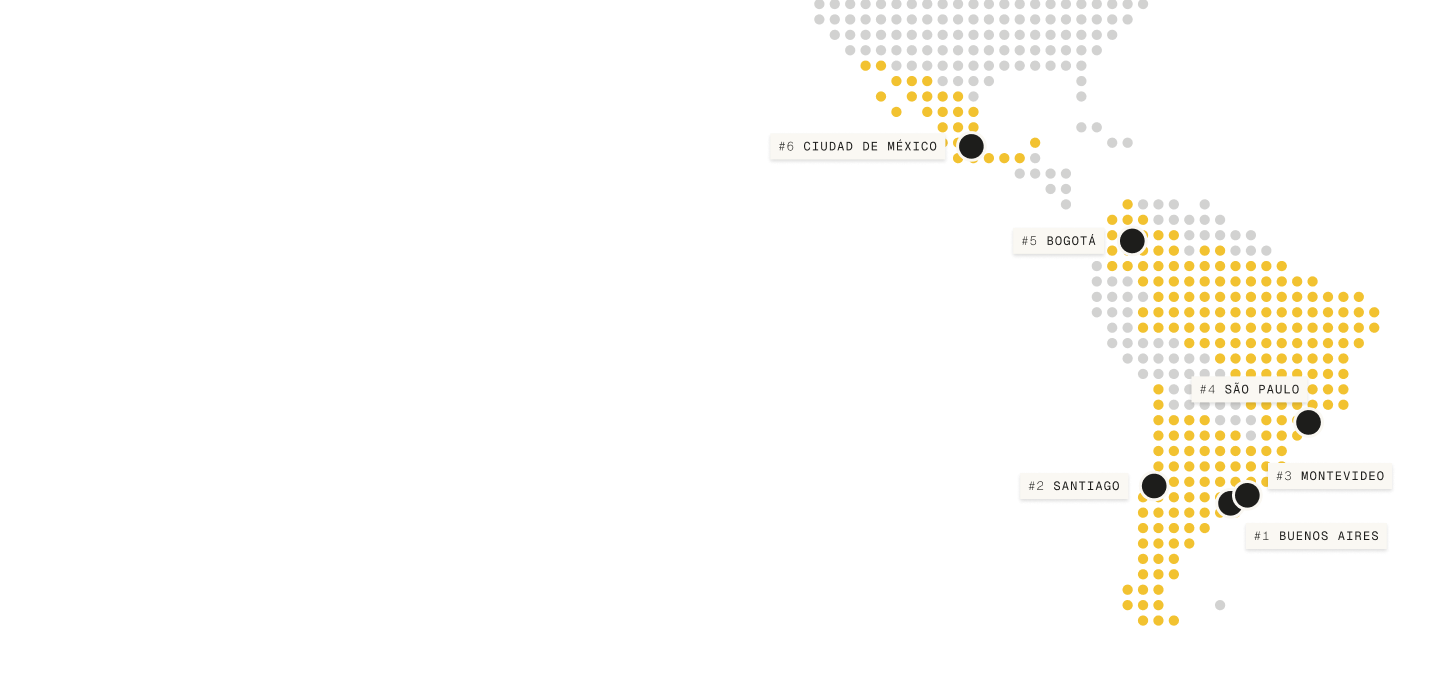 #6 CIUDAD DE MÉXICO
#5 BOGOTÁ
#4 SÃO PAULO
#3 MONTEVIDEO
#2 SANTIAGO
#1 BUENOS AIRES